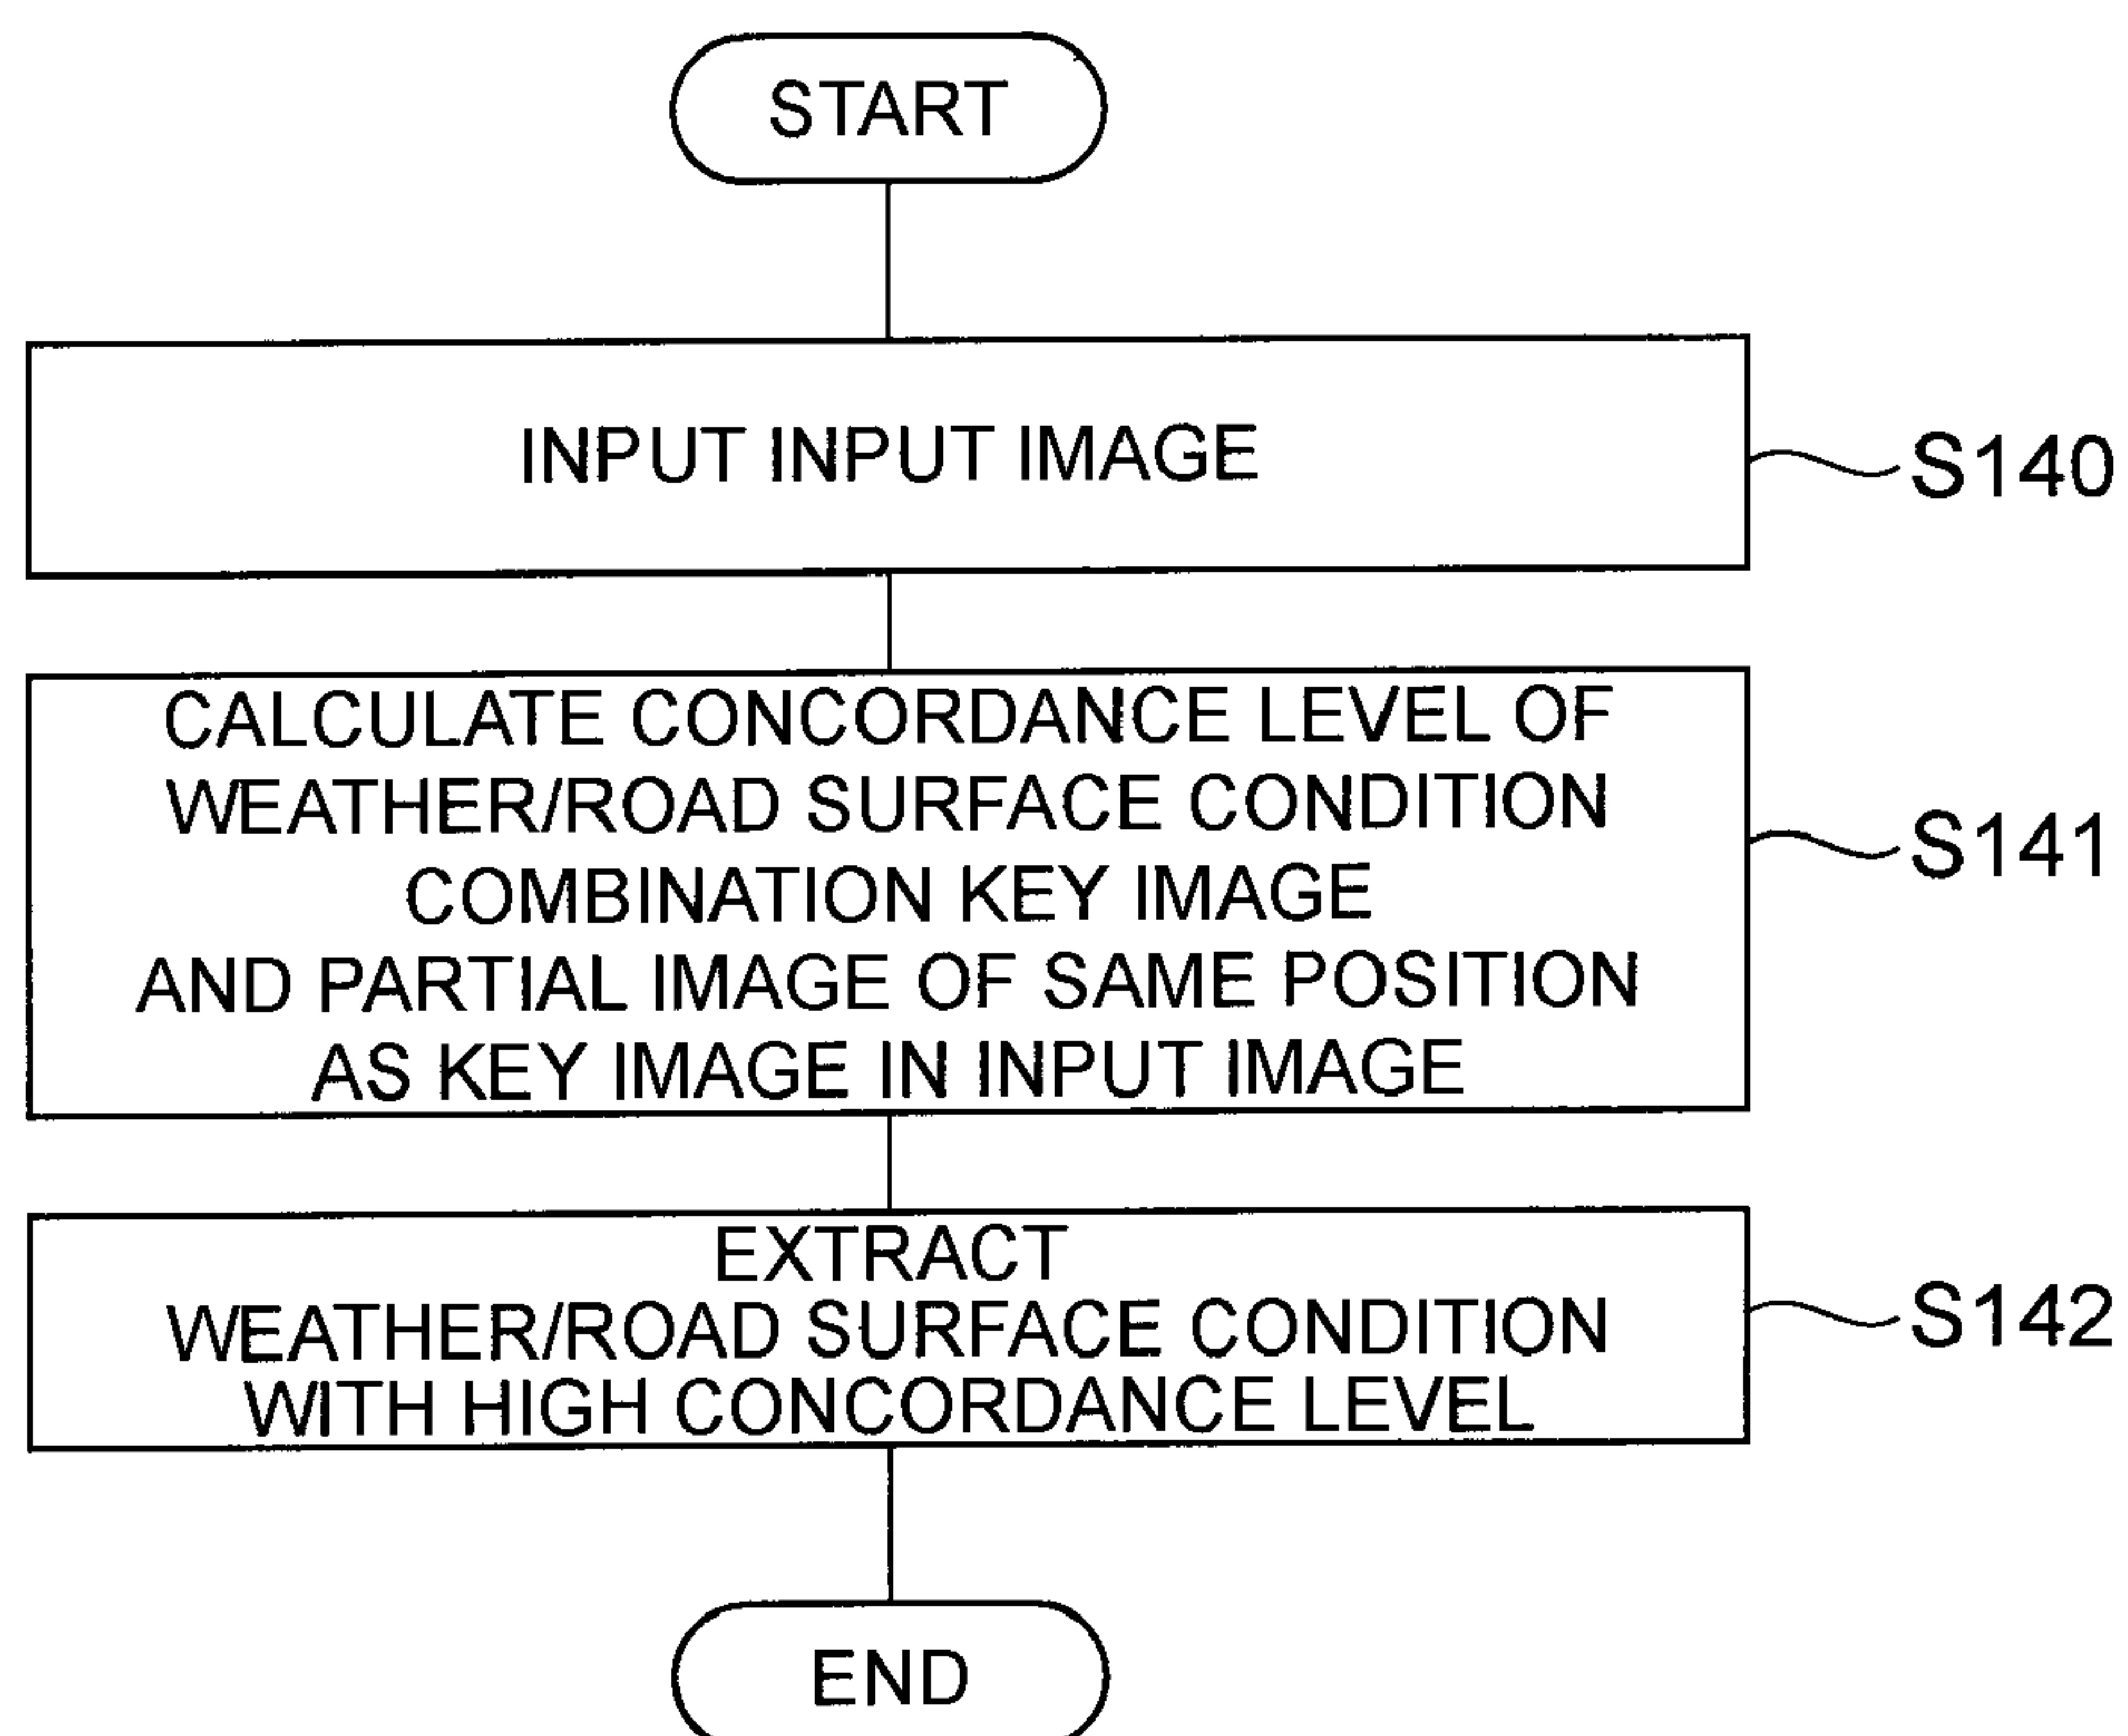 START
INPUT INPUT IMAGE
S140
CALCULATE CONCORDANCE LEVEL OF
WEATHER/ROAD SURFACE CONDITION
COMBINATION KEY IMAGE
AND PARTIAL IMAGE OF SAME POSITION
AS KEY IMAGE IN INPUT IMAGE
S141
EXTRACT
WEATHER/ROAD SURFACE CONDITION
WITH HIGH CONCORDANCE LEVEL
S142
END